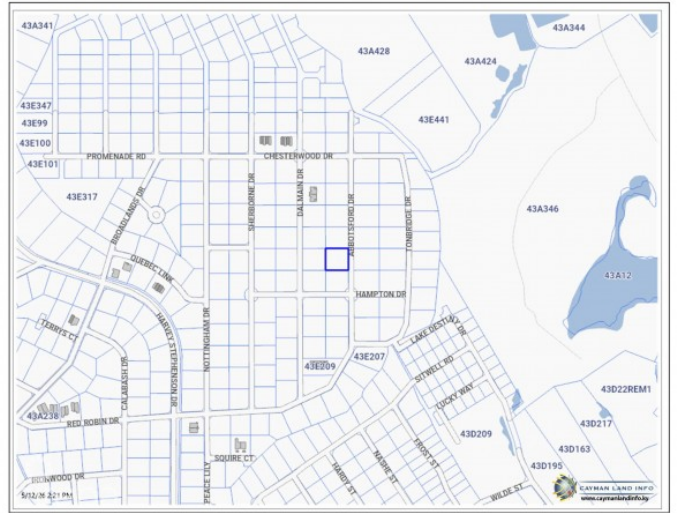 43A341
43A344
43A428
43A424
43E347
43E99
43E441
43E100
PROMENADE RD
CHESTERWOOD DR
43E101
43E317
BROADLANDS DR
SHERBORNE DR
DALMAIN DR
ABBOTSFORD DR
TONBRIDGE DR
43A346
QUEBEC LINK
43A12
HAMPTON DR
TERRYS CT
HARVEY STEPHENSON DR
NOTTINGHAM DR
LAKE DESTINY DR
43E207
43E209
CALABASH DR
SITWELL RD
43D22REM1
LUCKY WAY
43A238
RED ROBIN DR
43D217
43D209
43D163
SQUIRE CT
FROST ST
NASHE ST
HARDY ST
43D195
IRONWOOD DR
PEACE LILY
WILDE ST
CAYMAN LAND INFO
www.caymanlandinfo.ky